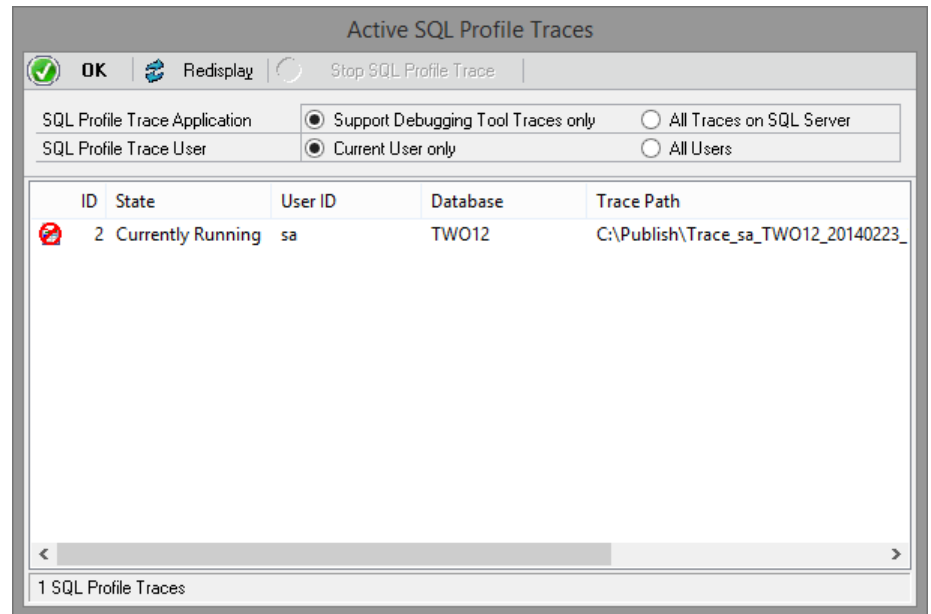 Active SQL Profile Traces
OK Redisplay Stop SQL Profile Trace
SQL Profile Trace Application Support Debugging Tool Traces only All Traces on SQL Server
SQL Profile Trace User Current User only All Users
ID State User ID Database Trace Path
2 Currently Running sa TWO12 C:\Publish\Trace_sa_TWO12_20140223_
1 SQL Profile Traces